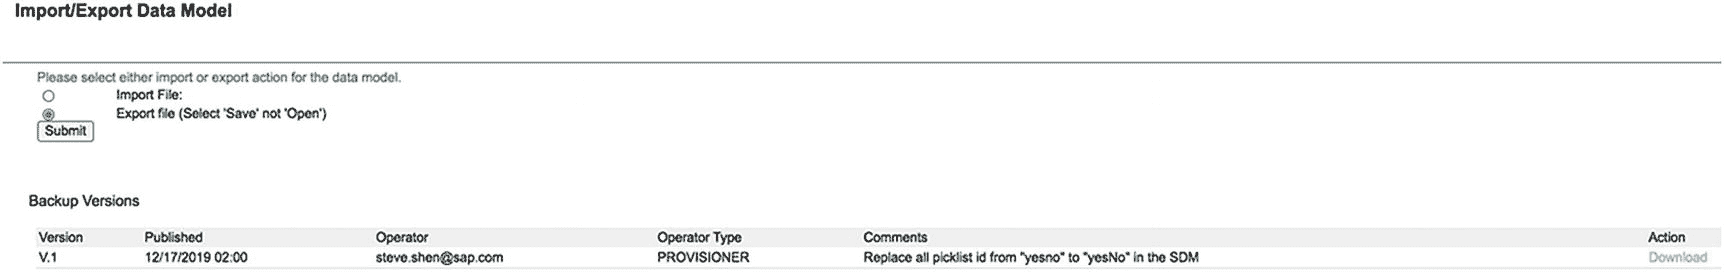 Import/Export Data Model
Please select either import or export action for the data model.
Import File:
Export file (Select 'Save' not 'Open')
Submit
Backup Versions
Version Published Operator Operator Type Comments Action
V.1 12/17/2019 02:00 steve.shen@sap.com PROVISIONER Replace all picklist id from "yesno" to "yesNo" in the SDM Download